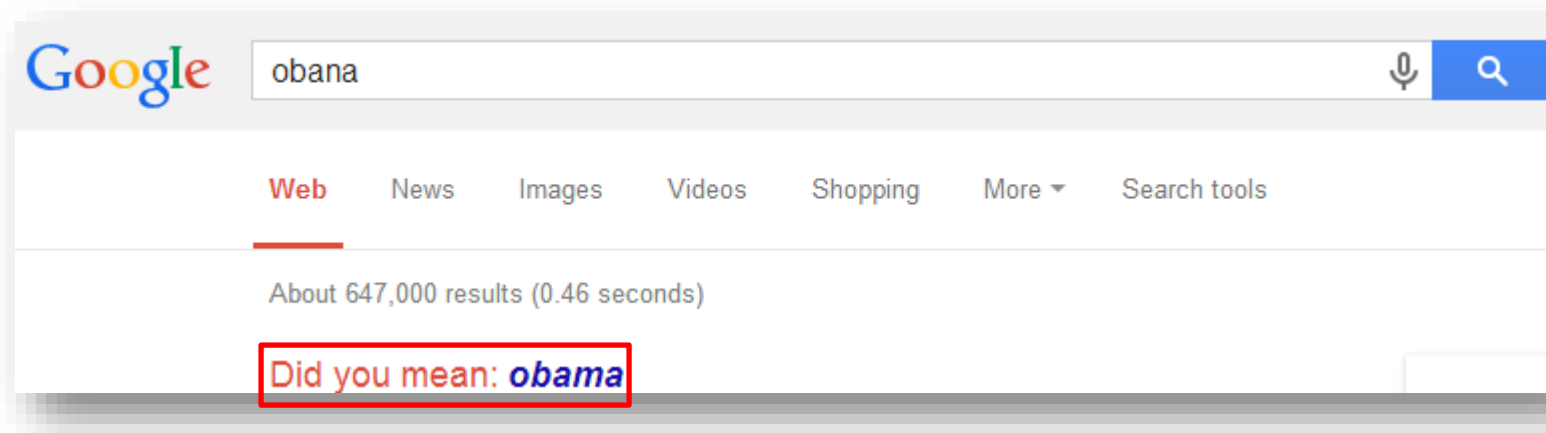 Google obana
Web News Images Videos Shopping More Search tools
About 647,000 results (0.46 seconds)
Did you mean: obama